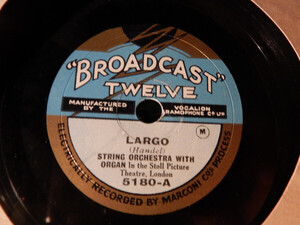 "BROADCAST"
TWELVE
MANUFACTURED BY THE
VOCALION GRAMOPHONE Cº LTD
M
LARGO
(Handel)
STRING ORCHESTRA WITH
ORGAN In the Stoll Picture
Theatre, London
5180-A
ELECTRICALLY RECORDED BY MARCONI Cºs PROCESS